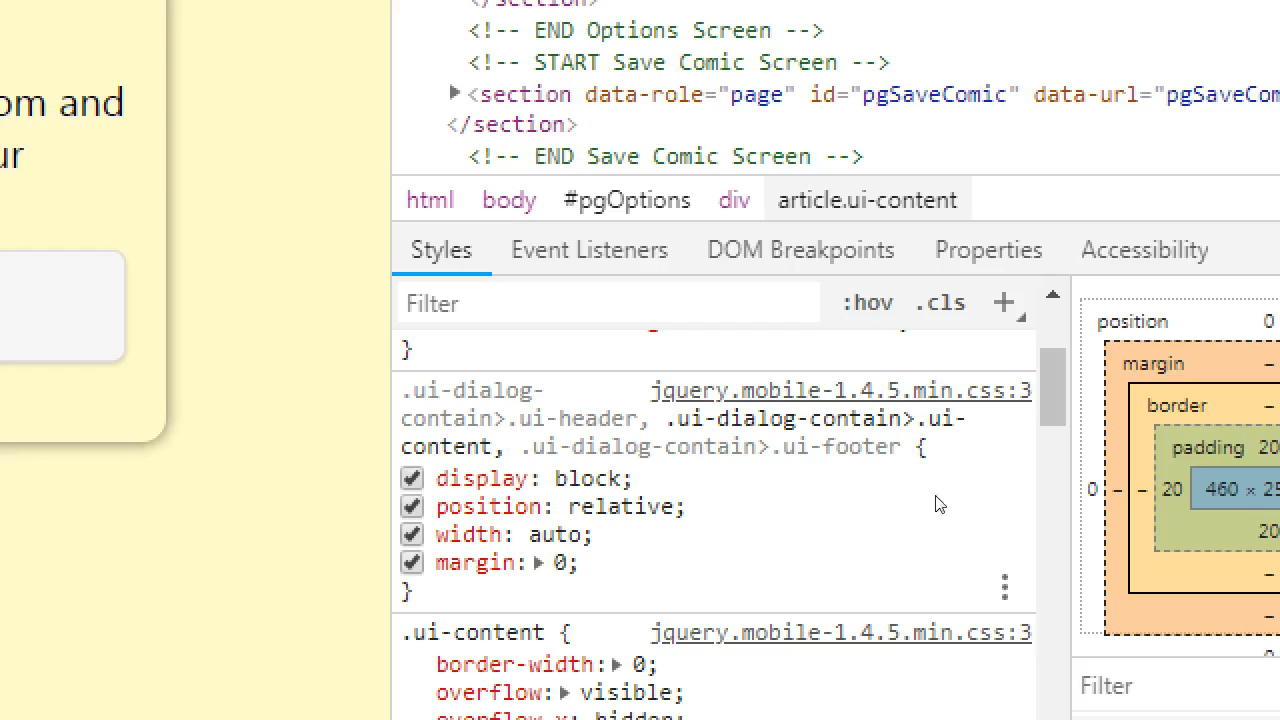 </section>
<!-- END Options Screen -->
<!-- START Save Comic Screen -->
<section data-role="page" id="pgSaveComic" data-url="pgSaveCom
</section>
<!-- END Save Comic Screen -->
om and
ur
html body #pgOptions div article.ui-content
Styles Event Listeners DOM Breakpoints Properties Accessibility
Filter :hov .cls +
}
.ui-dialog- jquery.mobile-1.4.5.min.css:3
contain>.ui-header, .ui-dialog-contain>.ui-
content, .ui-dialog-contain>.ui-footer {
display: block;
position: relative;
width: auto;
margin: 0;
}
.ui-content { jquery.mobile-1.4.5.min.css:3
border-width: 0;
overflow: visible;
overflow-x: hidden;
position 0
margin –
border –
padding 20
0 – – 20 460 × 25
20
–
–
0
Filter